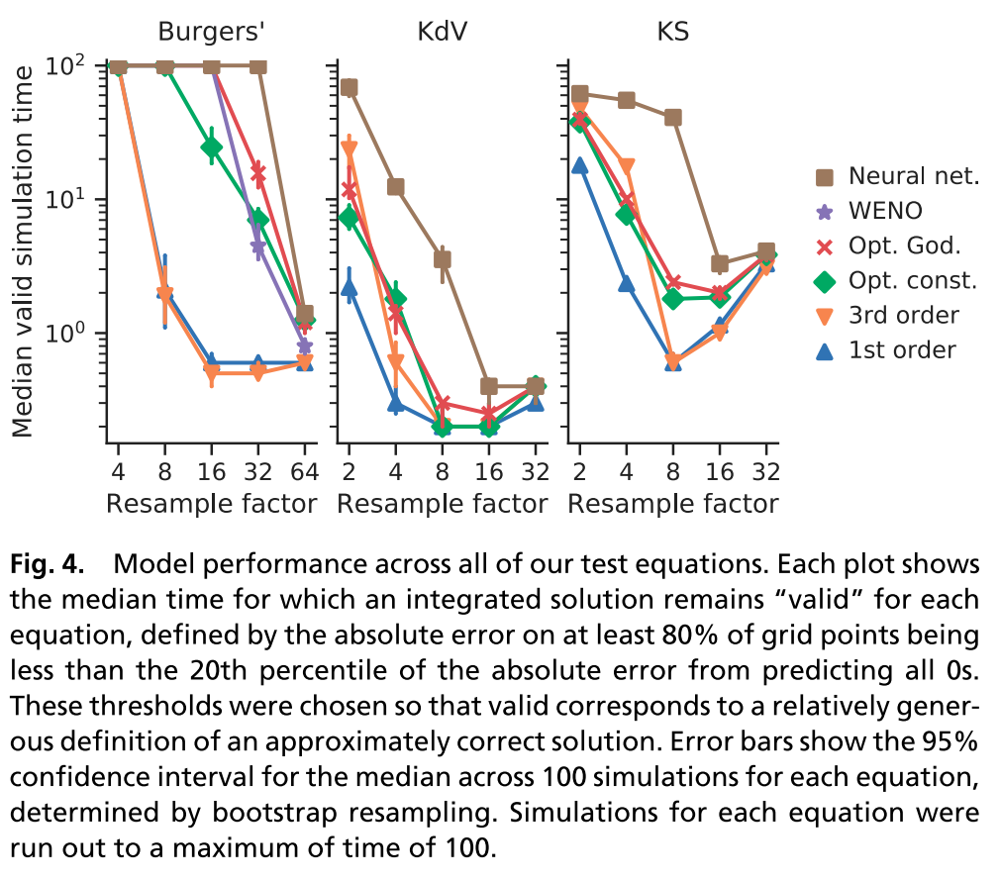 Burgers' KdV KS
Median valid simulation time
10²
10¹
10⁰
4 8 16 32 64
2 4 8 16 32
2 4 8 16 32
Resample factor Resample factor Resample factor
Neural net.
WENO
Opt. God.
Opt. const.
3rd order
1st order
Fig. 4. Model performance across all of our test equations. Each plot shows
the median time for which an integrated solution remains “valid” for each
equation, defined by the absolute error on at least 80% of grid points being
less than the 20th percentile of the absolute error from predicting all 0s.
These thresholds were chosen so that valid corresponds to a relatively gener-
ous definition of an approximately correct solution. Error bars show the 95%
confidence interval for the median across 100 simulations for each equation,
determined by bootstrap resampling. Simulations for each equation were
run out to a maximum of time of 100.